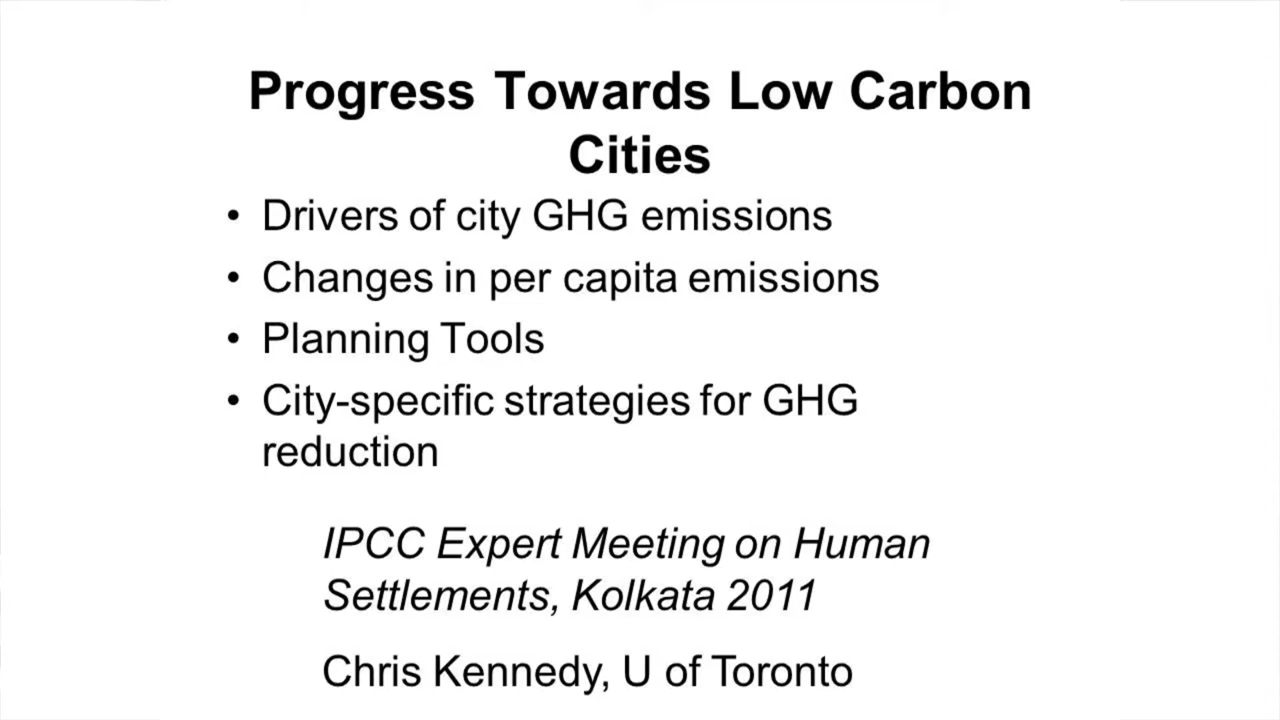 Progress Towards Low Carbon
Cities
• Drivers of city GHG emissions
• Changes in per capita emissions
• Planning Tools
• City-specific strategies for GHG
reduction
IPCC Expert Meeting on Human
Settlements, Kolkata 2011
Chris Kennedy, U of Toronto